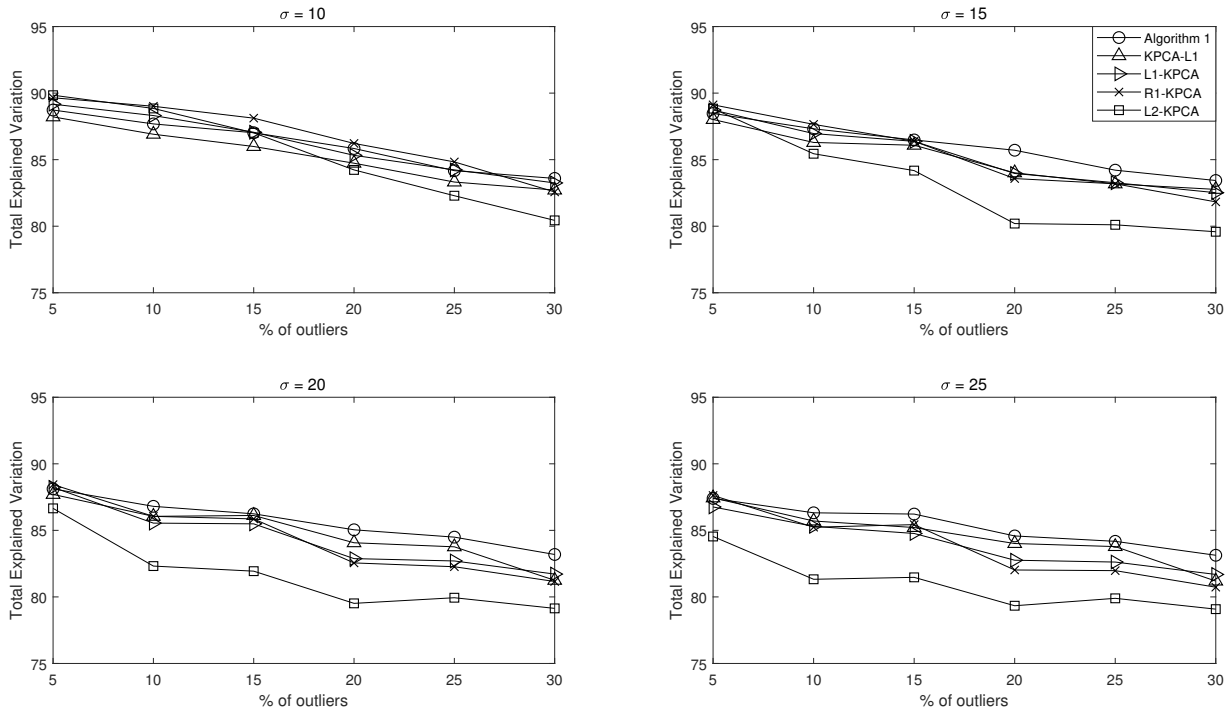 σ = 10
95
90
85
80
75
Total Explained Variation
5 10 15 20 25 30
% of outliers
σ = 15
95
90
85
80
75
Total Explained Variation
5 10 15 20 25 30
% of outliers
Algorithm 1
KPCA-L1
L1-KPCA
R1-KPCA
L2-KPCA
σ = 20
95
90
85
80
75
Total Explained Variation
5 10 15 20 25 30
% of outliers
σ = 25
95
90
85
80
75
Total Explained Variation
5 10 15 20 25 30
% of outliers